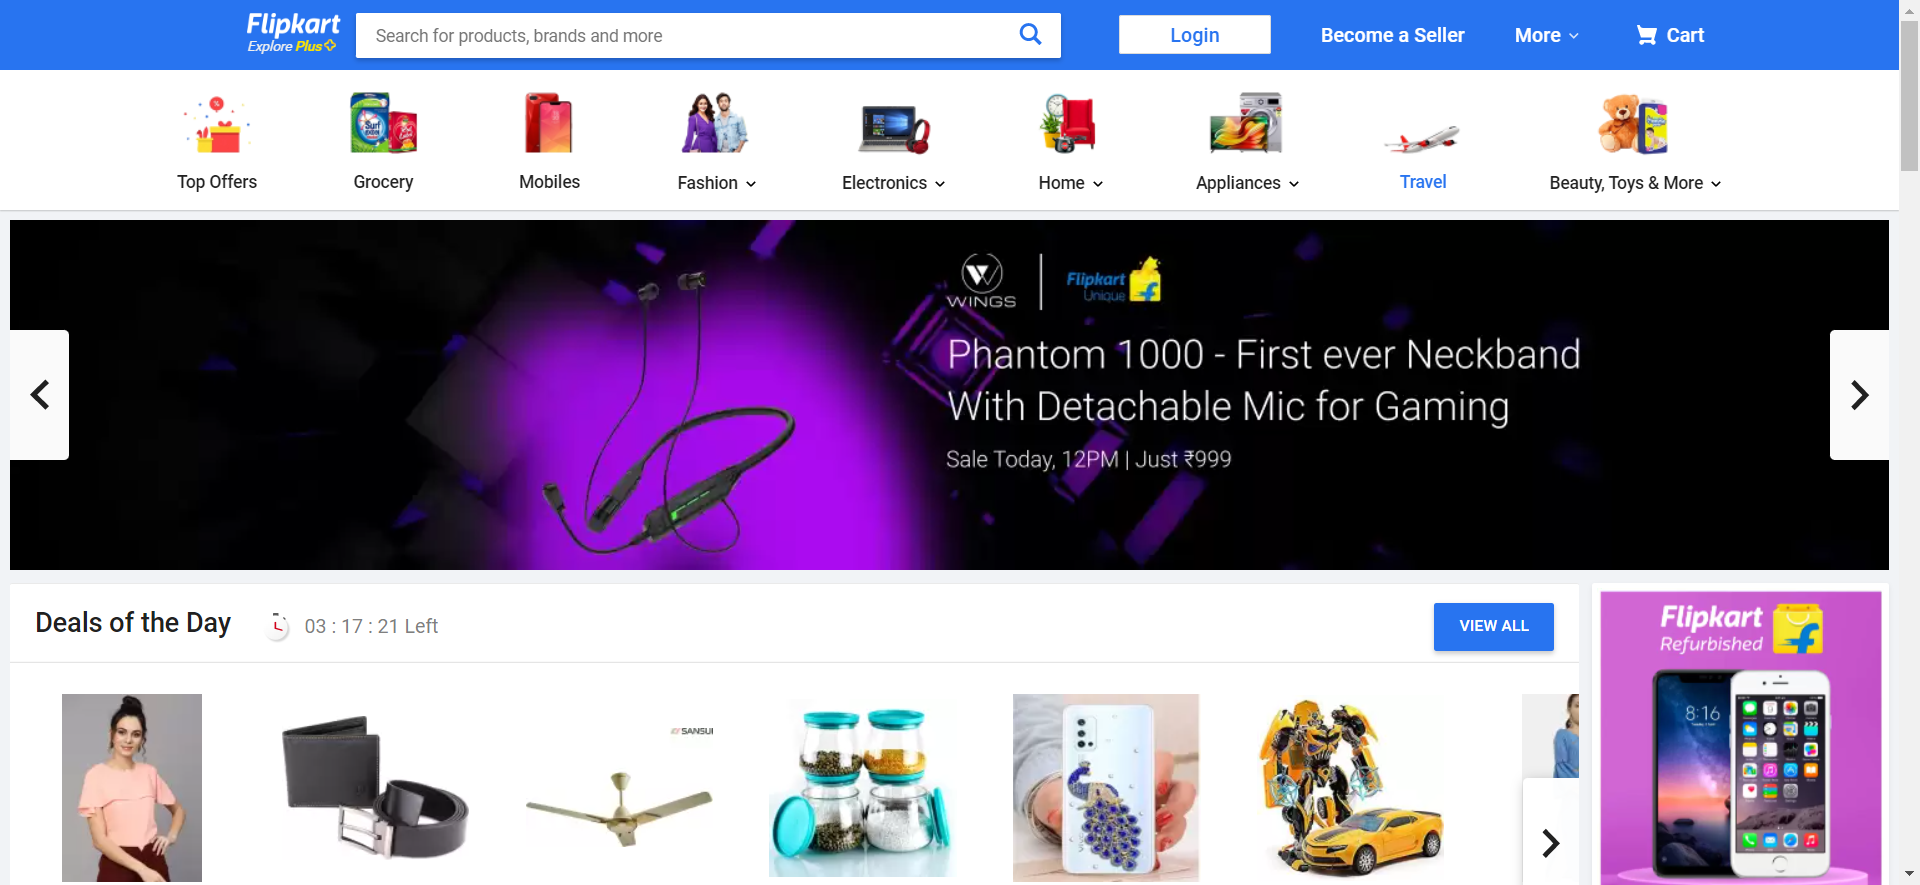 Flipkart
Explore Plus
Search for products, brands and more
Login
Become a Seller
More
Cart
Top Offers
Grocery
Mobiles
Fashion
Electronics
Home
Appliances
Travel
Beauty, Toys & More
WINGS
Flipkart
Unique
Phantom 1000 - First ever Neckband
With Detachable Mic for Gaming
Sale Today, 12PM | Just ₹999
Deals of the Day
03 : 17 : 21 Left
VIEW ALL
SANSUI
Flipkart
Refurbished
8:16